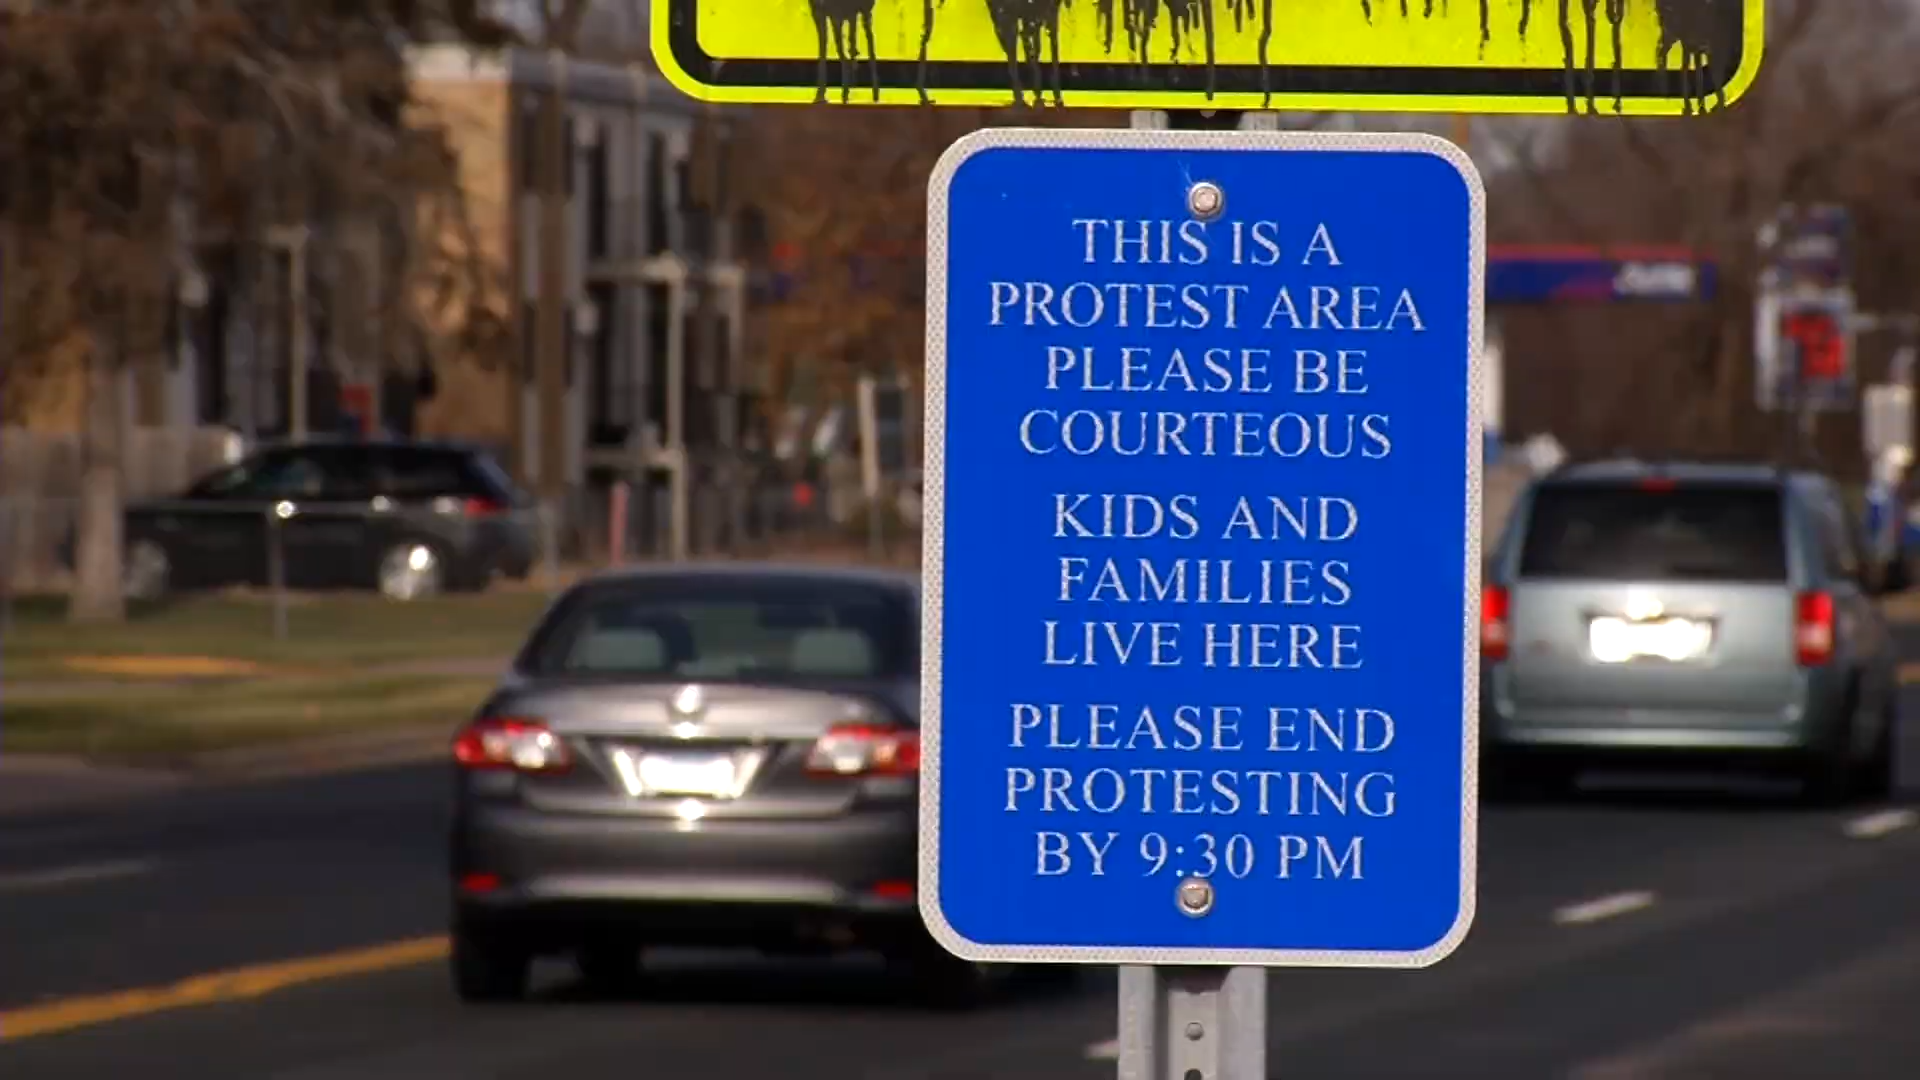 THIS IS A
PROTEST AREA
PLEASE BE
COURTEOUS
KIDS AND
FAMILIES
LIVE HERE
PLEASE END
PROTESTING
BY 9:30 PM